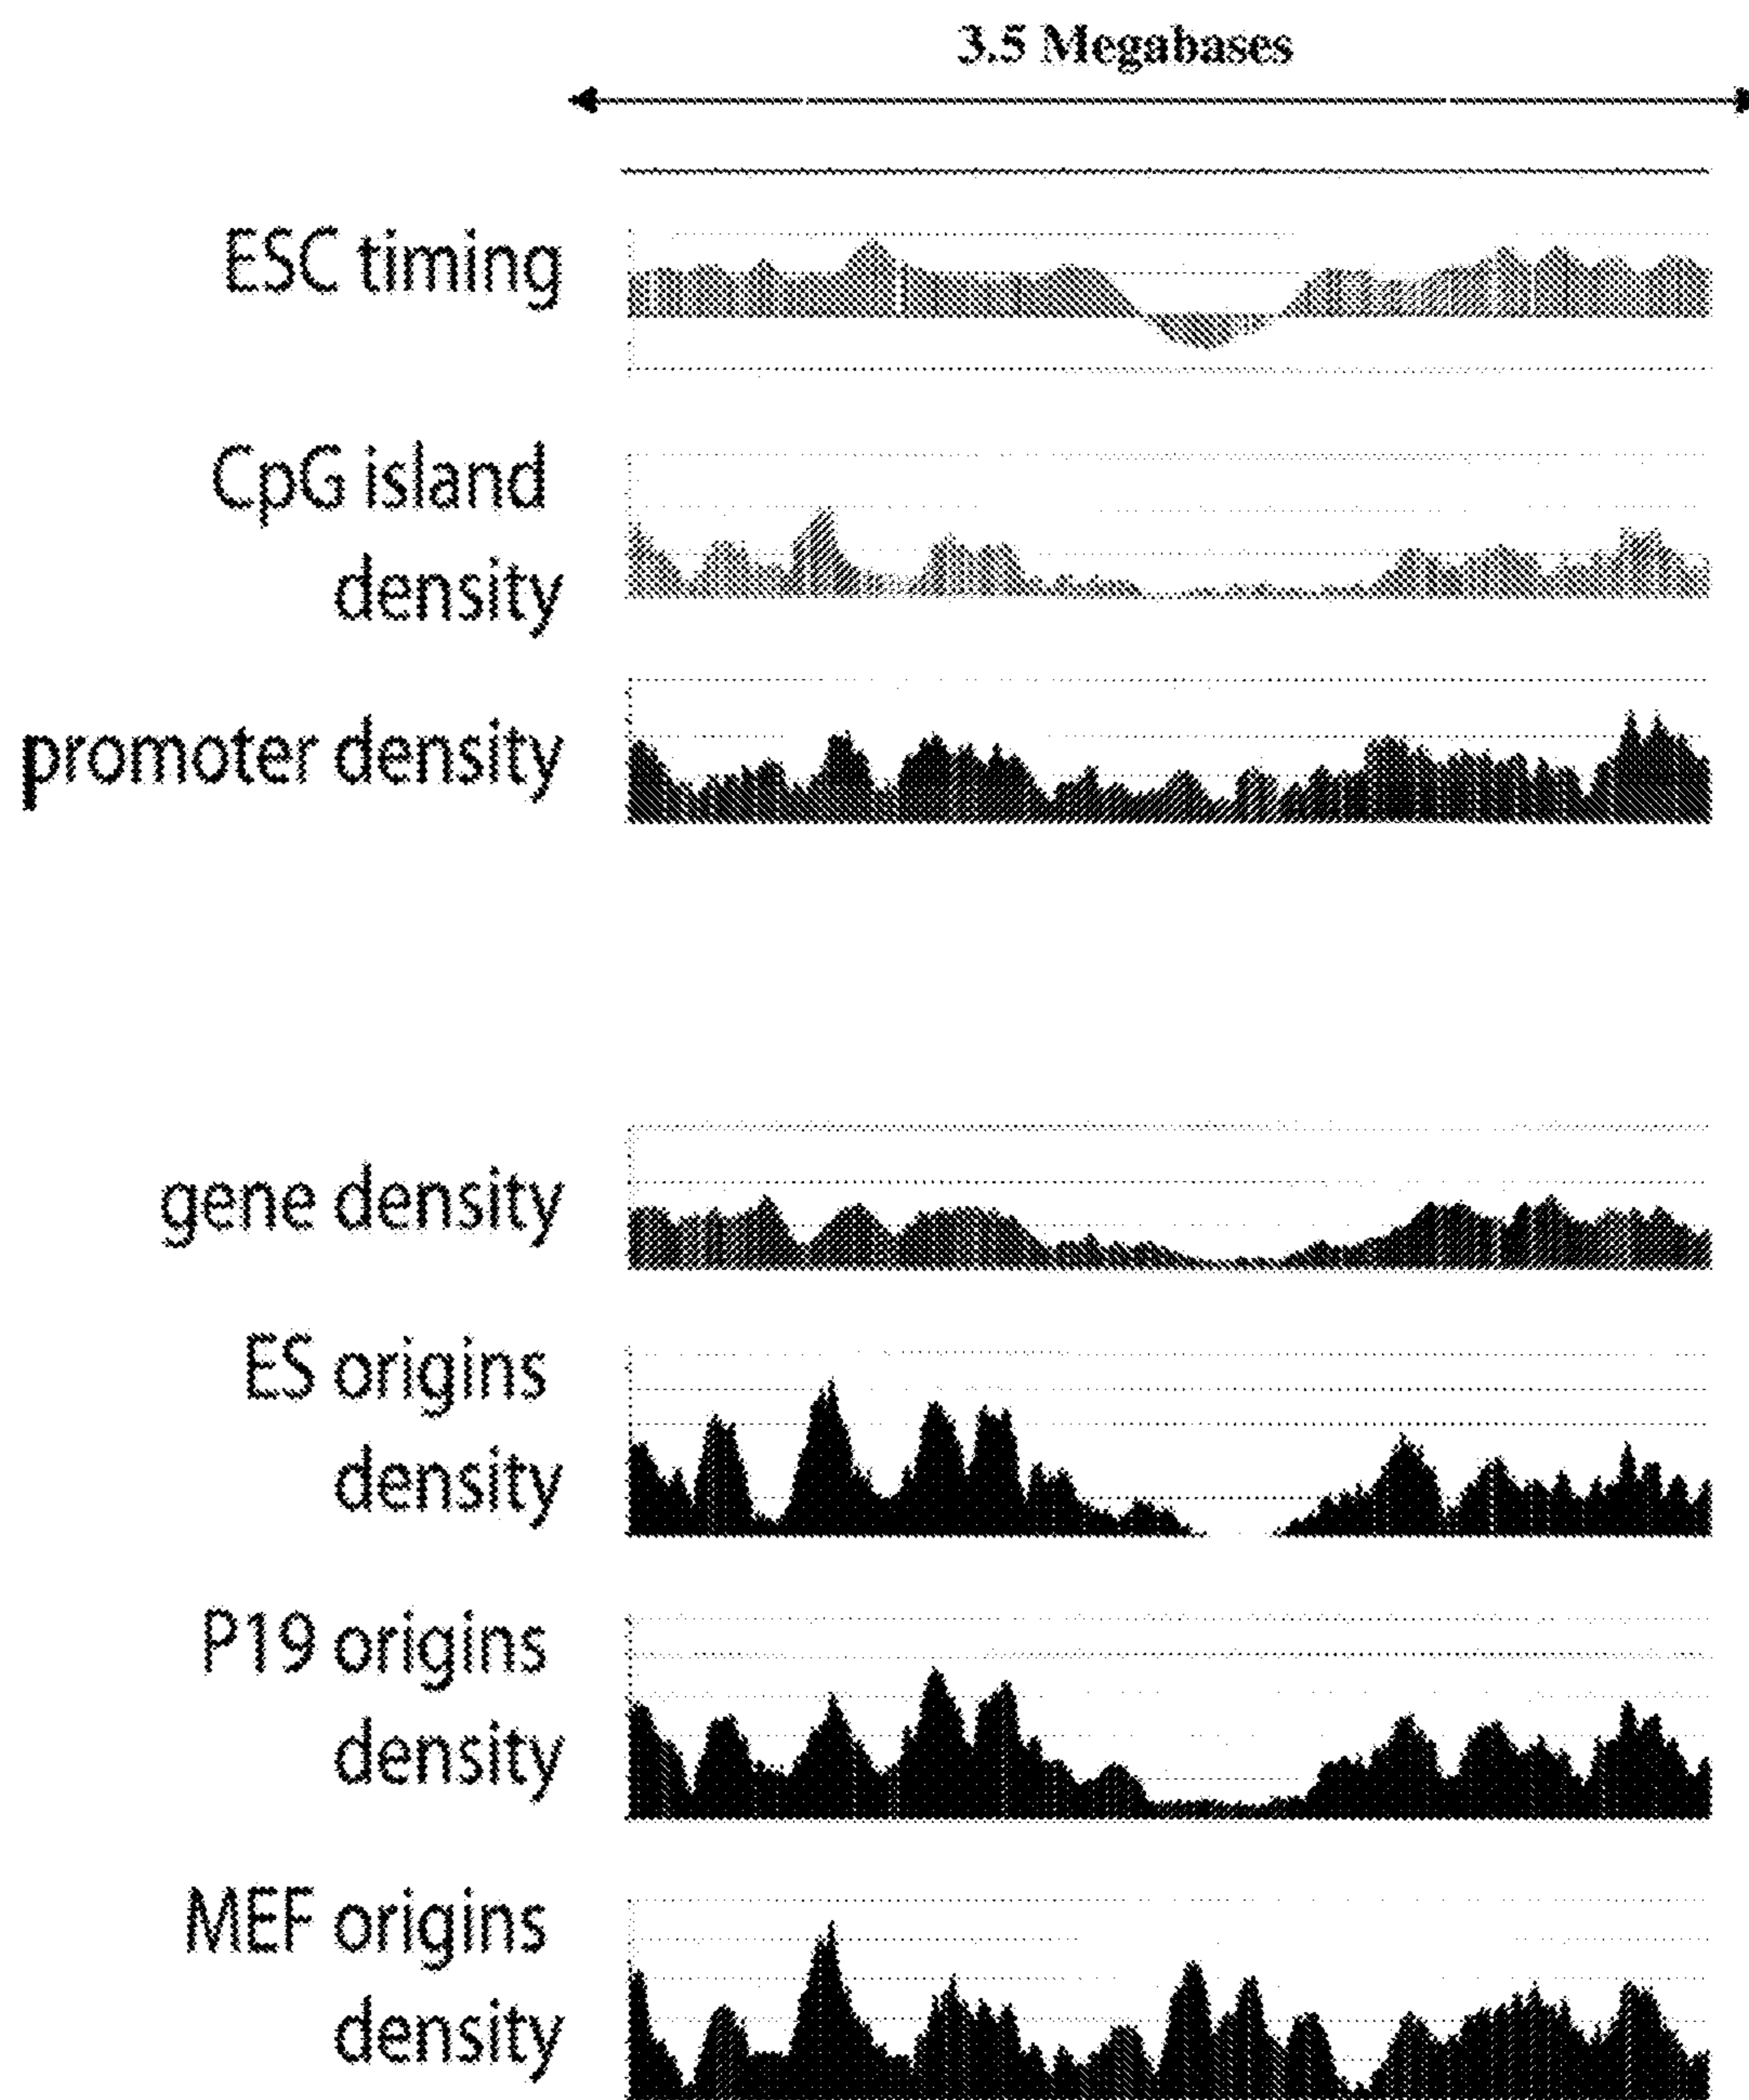 3.5 Megabases
ESC timing
CpG island
density
promoter density
gene density
ES origins
density
P19 origins
density
MEF origins
density